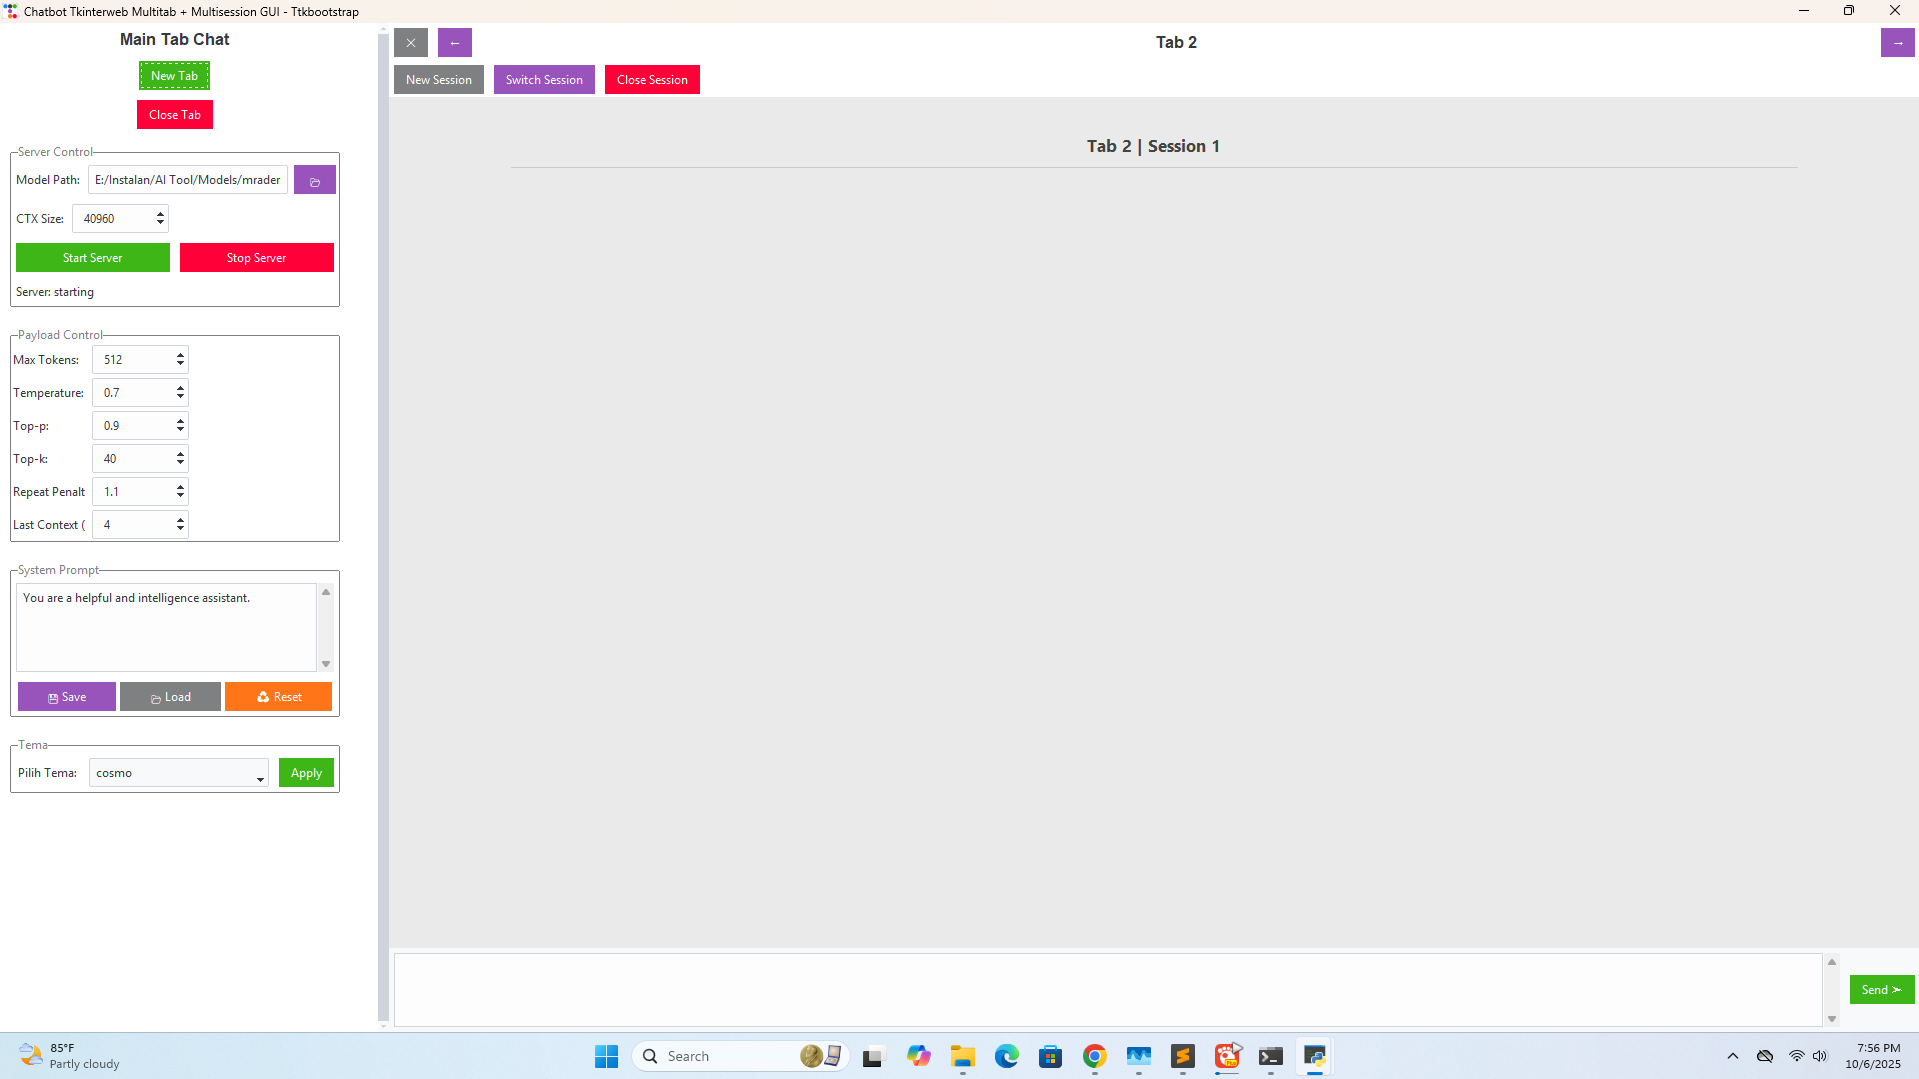 Chatbot Tkinterweb Multitab + Multisession GUI - Ttkbootstrap
Main Tab Chat
New Tab
Close Tab
Server Control
Model Path: E:/Instalan/AI Tool/Models/mrader
CTX Size: 40960
Start Server Stop Server
Server: starting
Payload Control
Max Tokens: 512
Temperature: 0.7
Top-p: 0.9
Top-k: 40
Repeat Penalt 1.1
Last Context ( 4
System Prompt
You are a helpful and intelligence assistant.
Save Load Reset
Tema
Pilih Tema: cosmo Apply
← Tab 2 →
New Session Switch Session Close Session
Tab 2 | Session 1
Send ➣
85°F
Partly cloudy
Search
7:56 PM
10/6/2025